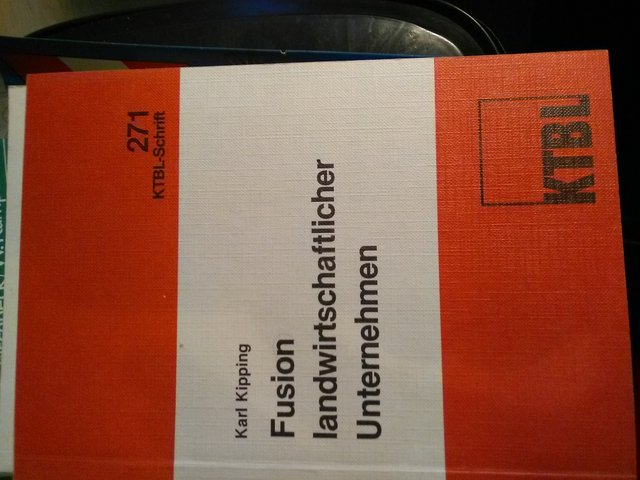 271
KTBL-Schrift
Karl Kipping
Fusion
landwirtschaftlicher
Unternehmen
KTBL